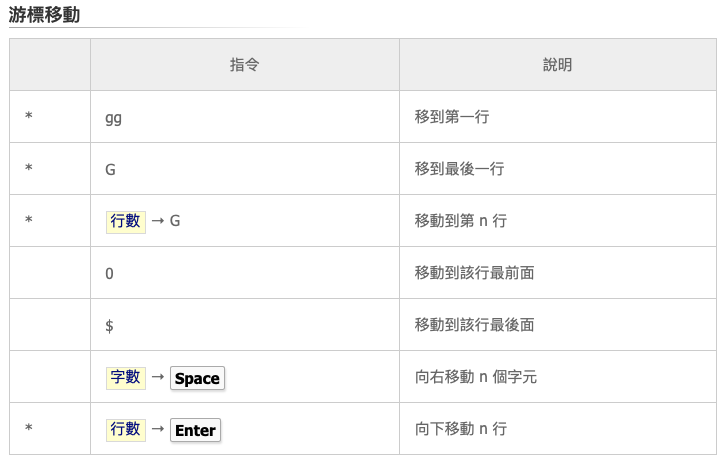 游標移動
指令 說明
* gg 移到第一行
* G 移到最後一行
* 行數 → G 移動到第 n 行
0 移動到該行最前面
$ 移動到該行最後面
字數 → Space 向右移動 n 個字元
* 行數 → Enter 向下移動 n 行